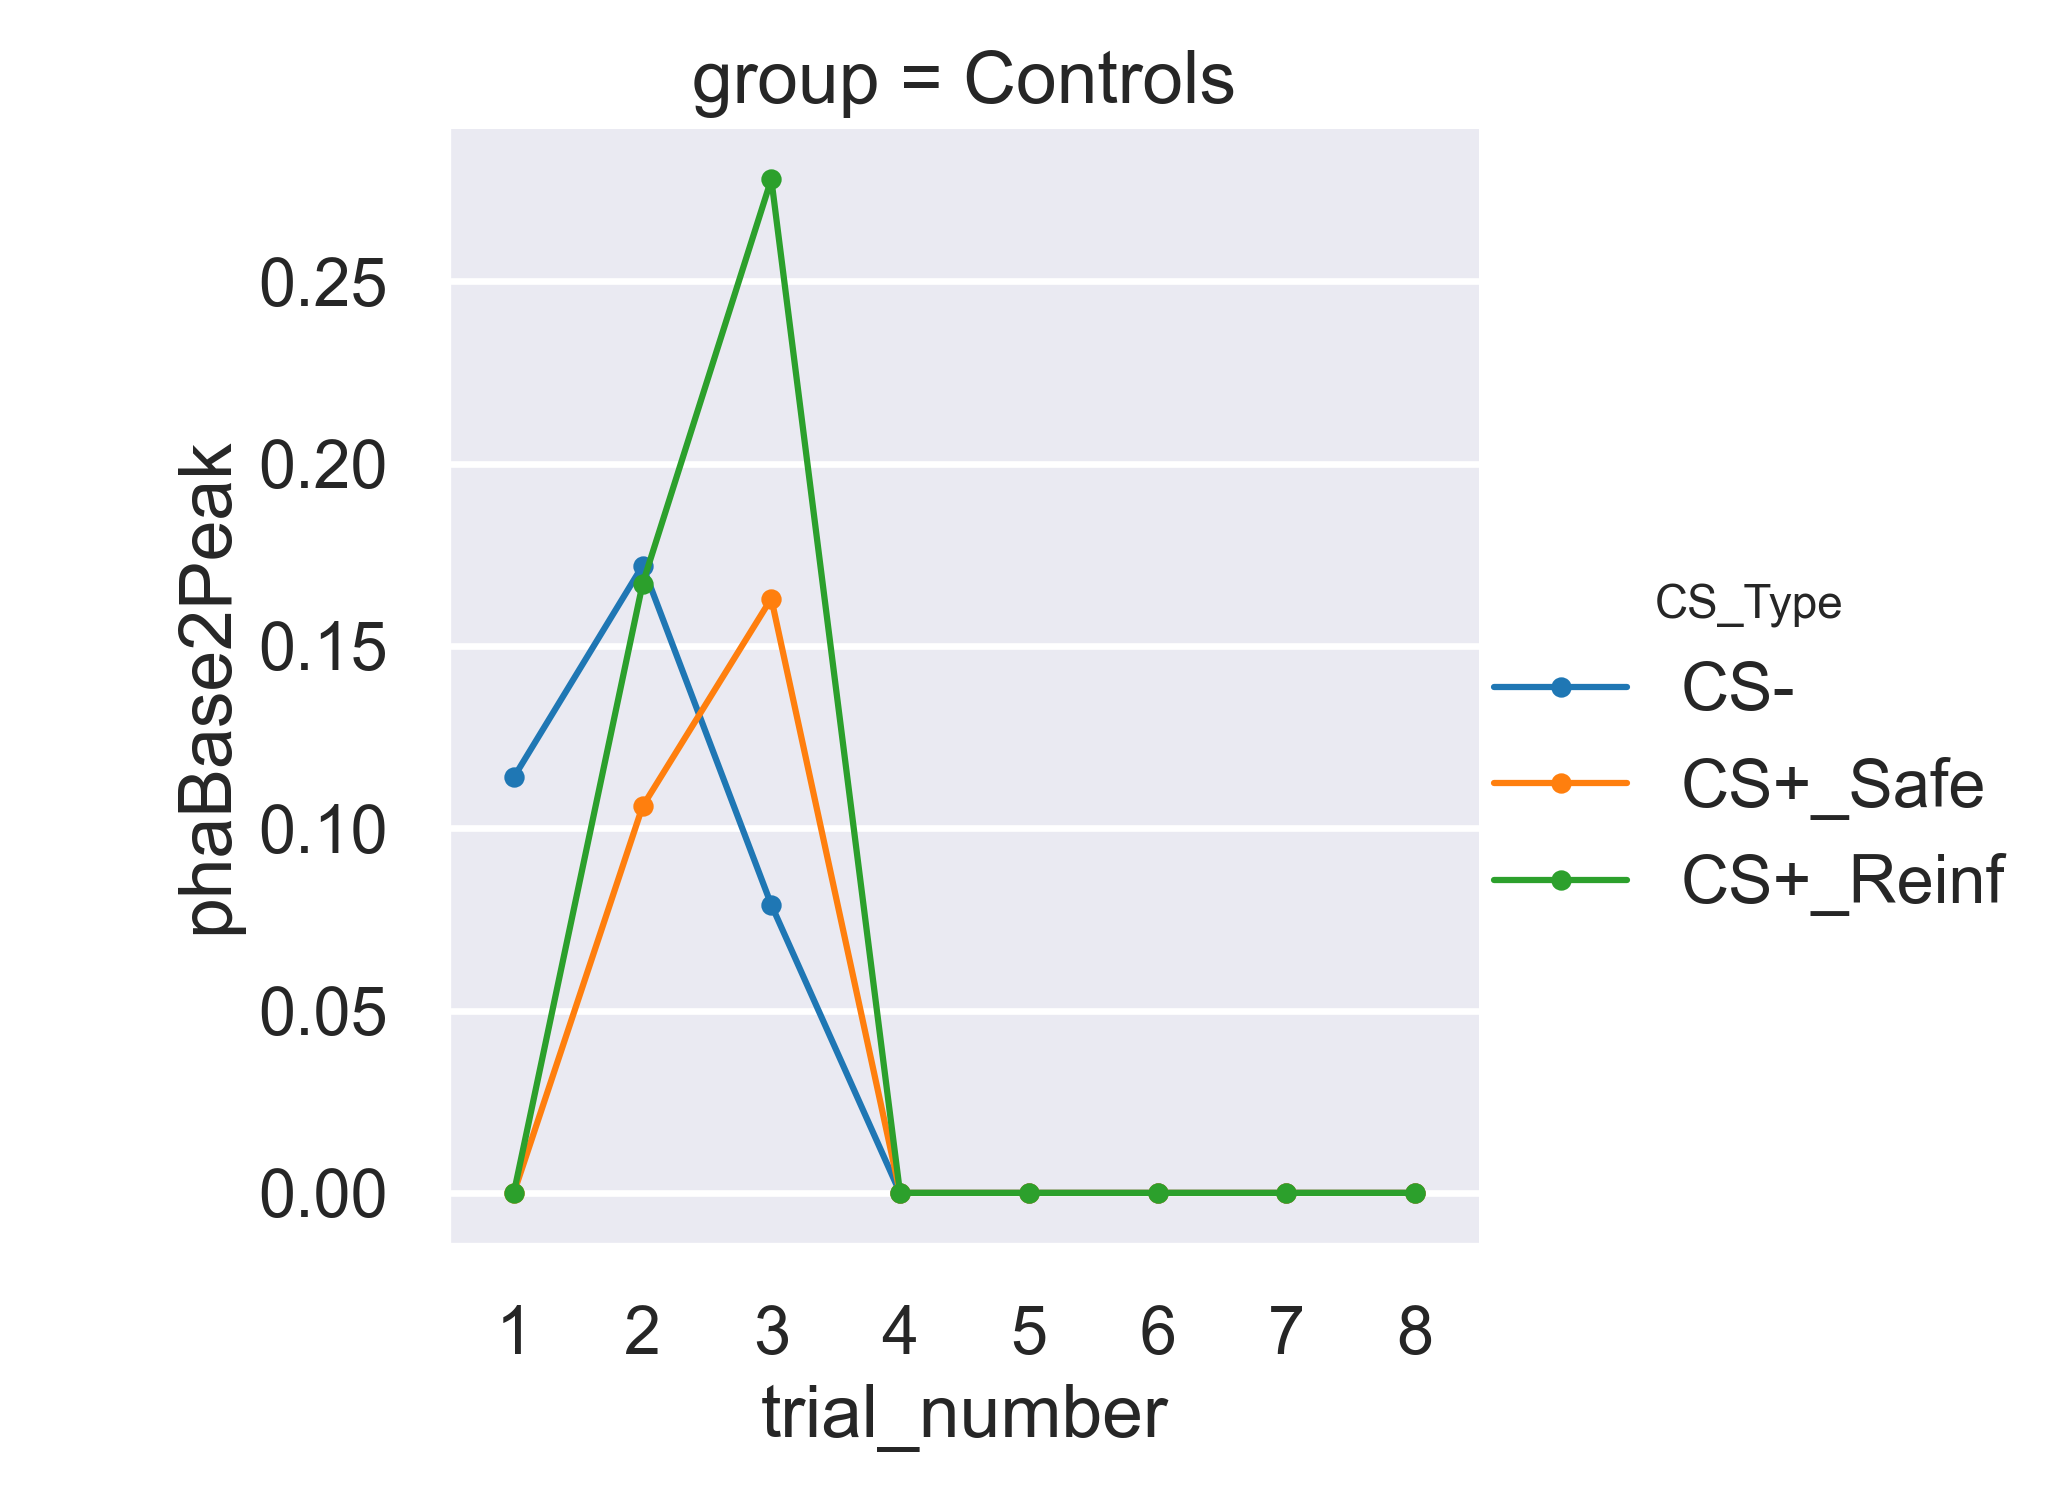 group = Controls
phaBase2Peak
0.25
0.20
0.15
0.10
0.05
0.00
1 2 3 4 5 6 7 8
trial_number
CS_Type
CS-
CS+_Safe
CS+_Reinf